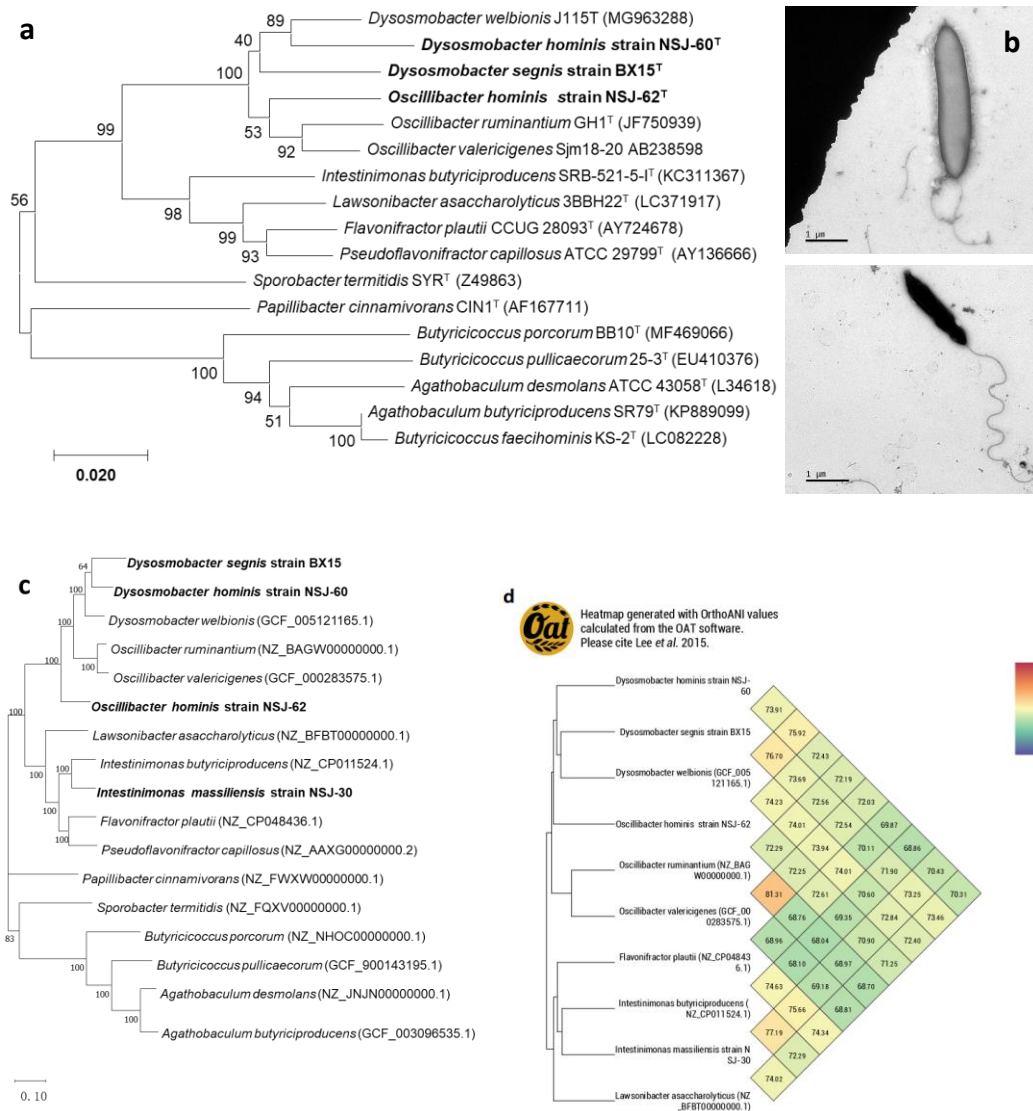 a
Dysosmobacter welbionis J115T (MG963288)
Dysosmobacter hominis strain NSJ-60ᵀ
Dysosmobacter segnis strain BX15ᵀ
Oscillibacter hominis strain NSJ-62ᵀ
Oscillibacter ruminantium GH1ᵀ (JF750939)
Oscillibacter valericigenes Sjm18-20 AB238598
Intestinimonas butyriciproducens SRB-521-5-Iᵀ (KC311367)
Lawsonibacter asaccharolyticus 3BBH22ᵀ (LC371917)
Flavonifractor plautii CCUG 28093ᵀ (AY724678)
Pseudoflavonifractor capillosus ATCC 29799ᵀ (AY136666)
Sporobacter termitidis SYRᵀ (Z49863)
Papillibacter cinnamivorans CIN1ᵀ (AF167711)
Butyricicoccus porcorum BB10ᵀ (MF469066)
Butyricicoccus pullicaecorum 25-3ᵀ (EU410376)
Agathobaculum desmolans ATCC 43058ᵀ (L34618)
Agathobaculum butyriciproducens SR79ᵀ (KP889099)
Butyricicoccus faecihominis KS-2ᵀ (LC082228)
89
40
100
53
92
99
98
99
93
56
100
94
51
100
0.020
b
1 µm
1 µm
c
Dysosmobacter segnis strain BX15
Dysosmobacter hominis strain NSJ-60
Dysosmobacter welbionis (GCF_005121165.1)
Oscillibacter ruminantium (NZ_BAGW00000000.1)
Oscillibacter valericigenes (GCF_000283575.1)
Oscillibacter hominis strain NSJ-62
Lawsonibacter asaccharolyticus (NZ_BFBT00000000.1)
Intestinimonas butyriciproducens (NZ_CP011524.1)
Intestinimonas massiliensis strain NSJ-30
Flavonifractor plautii (NZ_CP048436.1)
Pseudoflavonifractor capillosus (NZ_AAXG00000000.2)
Papillibacter cinnamivorans (NZ_FWXW00000000.1)
Sporobacter termitidis (NZ_FQXV00000000.1)
Butyricicoccus porcorum (NZ_NHOC00000000.1)
Butyricicoccus pullicaecorum (GCF_900143195.1)
Agathobaculum desmolans (NZ_JNJN00000000.1)
Agathobaculum butyriciproducens (GCF_003096535.1)
64
100
100
100
100
100
100
100
100
100
83
100
100
100
0.10
d
Oat
Heatmap generated with OrthoANI values
calculated from the OAT software.
Please cite Lee et al. 2015.
Dysosmobacter hominis strain NSJ-
60
Dysosmobacter segnis strain BX15
Dysosmobacter welbionis (GCF_005
121165.1)
Oscillibacter hominis strain NSJ-62
Oscillibacter ruminantium (NZ_BAG
W00000000.1)
Oscillibacter valericigenes (GCF_00
0283575.1)
Flavonifractor plautii (NZ_CP04843
6.1)
Intestinimonas butyriciproducens (
NZ_CP011524.1)
Intestinimonas massiliensis strain N
SJ-30
Lawsonibacter asaccharolyticus (NZ
_BFBT00000000.1)
73.91
75.92
76.70 72.43
73.69 72.19
74.23 72.56 72.03
74.01 72.54 69.87
72.29 73.94 70.11 68.86
72.25 74.01 71.90 70.43
81.31 72.61 70.60 73.25 70.31
68.76 69.35 72.84 73.46
68.96 68.04 70.90 72.40
68.10 68.97 71.25
74.63 69.18 68.70
75.66 68.81
77.19 74.34
72.29
74.02